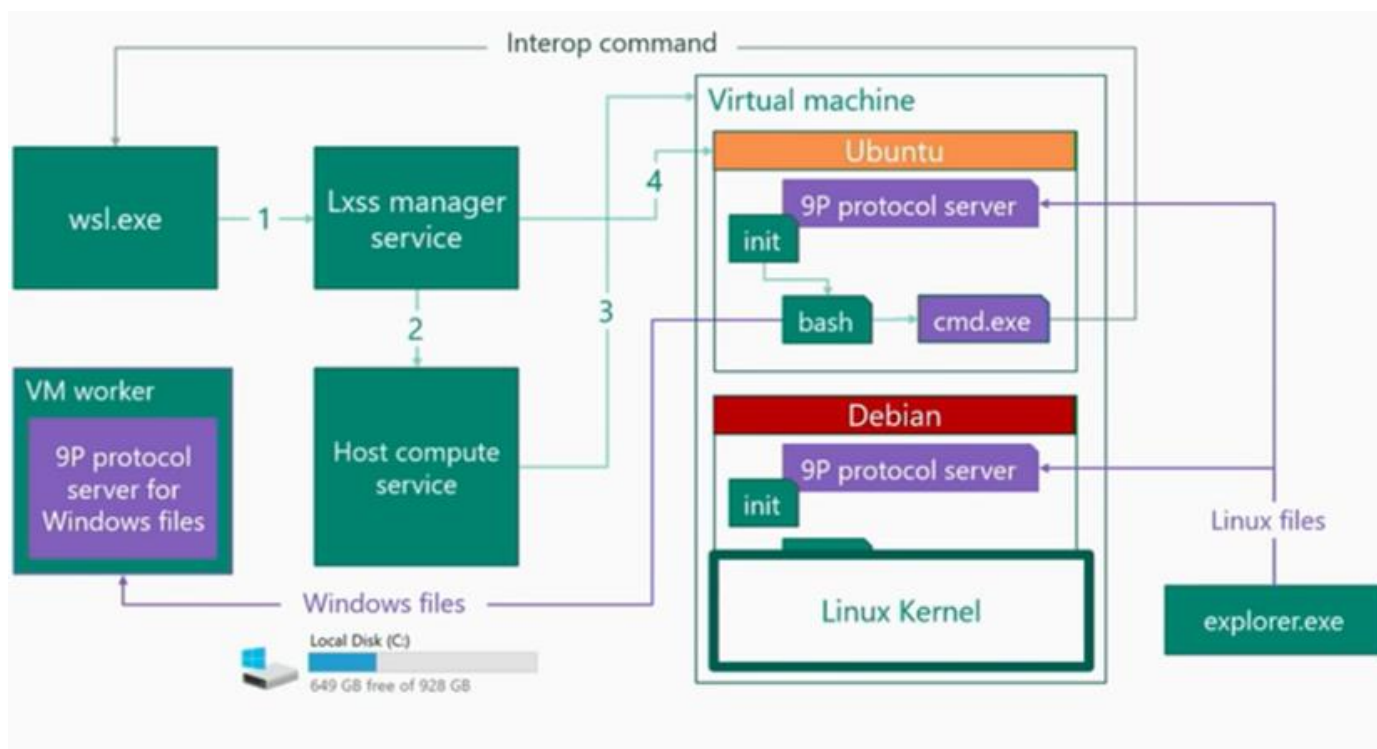 Interop command
Virtual machine
Ubuntu
9P protocol server
init
bash
cmd.exe
wsl.exe
1
Lxss manager
service
4
2
3
VM worker
9P protocol
server for
Windows files
Host compute
service
Debian
9P protocol server
init
Linux Kernel
Linux files
explorer.exe
Windows files
Local Disk (C:)
649 GB free of 928 GB